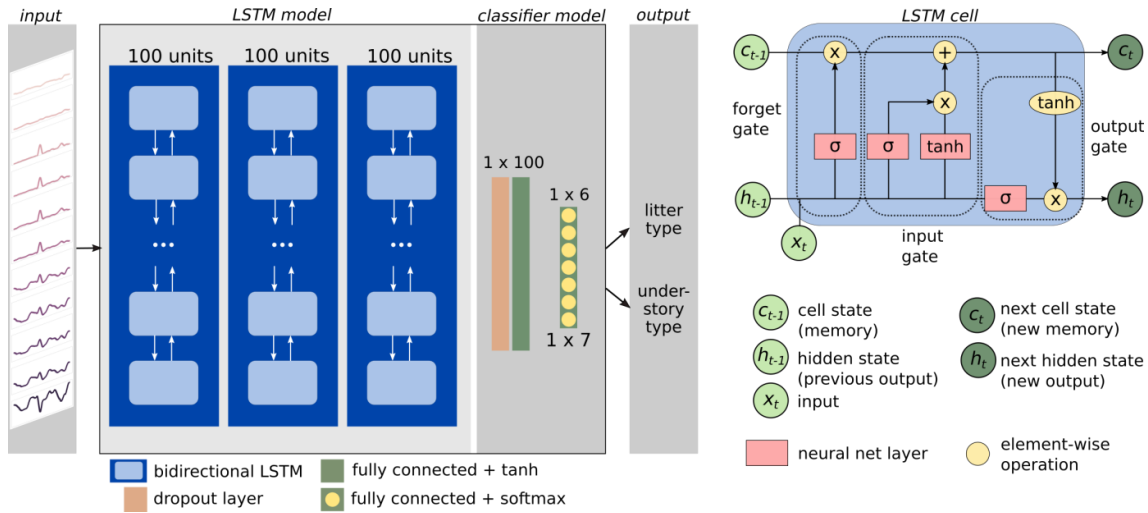 input
LSTM model
classifier model
output
100 units
100 units
100 units
...
...
...
1 x 100
1 x 6
1 x 7
litter
type
under-
story
type
bidirectional LSTM
dropout layer
fully connected + tanh
fully connected + softmax
LSTM cell
c_{t-1}
x
+
c_t
forget
gate
x
tanh
output
gate
σ
σ
tanh
h_{t-1}
σ
x
h_t
x_t
input
gate
c_{t-1} cell state
(memory)
h_{t-1} hidden state
(previous output)
x_t input
c_t next cell state
(new memory)
h_t next hidden state
(new output)
neural net layer
element-wise
operation